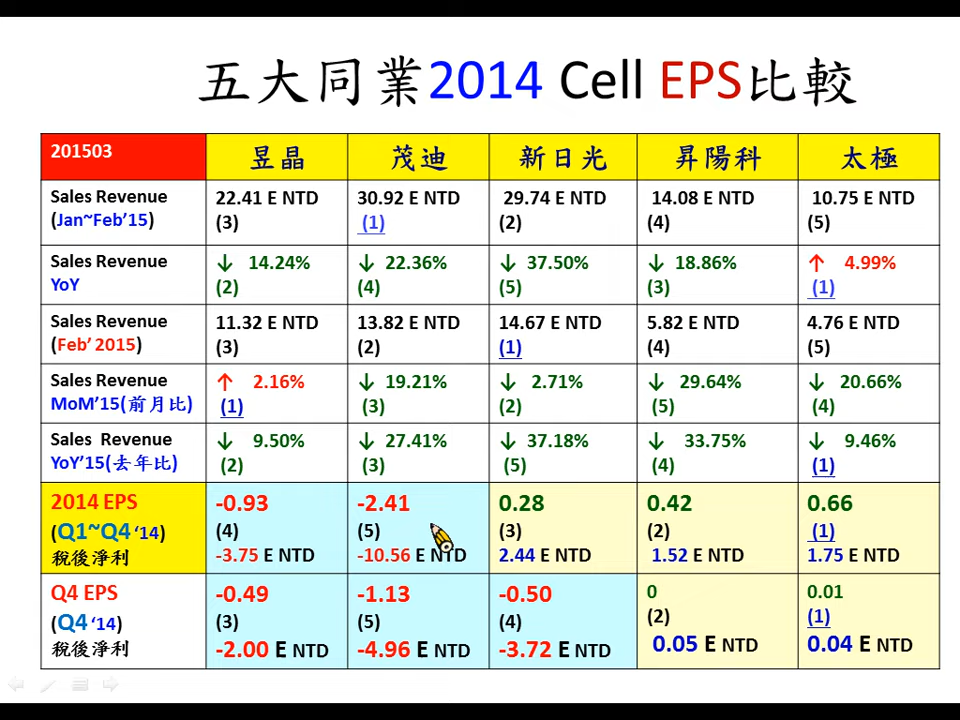 五大同業2014 Cell EPS比較
201503 昱晶 茂迪 新日光 昇陽科 太極
Sales Revenue 22.41 E NTD 30.92 E NTD 29.74 E NTD 14.08 E NTD 10.75 E NTD
(Jan~Feb’15) (3) (1) (2) (4) (5)
Sales Revenue ↓ 14.24% ↓ 22.36% ↓ 37.50% ↓ 18.86% ↑ 4.99%
YoY (2) (4) (5) (3) (1)
Sales Revenue 11.32 E NTD 13.82 E NTD 14.67 E NTD 5.82 E NTD 4.76 E NTD
(Feb’ 2015) (3) (2) (1) (4) (5)
Sales Revenue ↑ 2.16% ↓ 19.21% ↓ 2.71% ↓ 29.64% ↓ 20.66%
MoM’15(前月比) (1) (3) (2) (5) (4)
Sales Revenue ↓ 9.50% ↓ 27.41% ↓ 37.18% ↓ 33.75% ↓ 9.46%
YoY’15(去年比) (2) (3) (5) (4) (1)
2014 EPS -0.93 -2.41 0.28 0.42 0.66
(Q1~Q4 ‘14) (4) (5) (3) (2) (1)
稅後淨利 -3.75 E NTD -10.56 E NTD 2.44 E NTD 1.52 E NTD 1.75 E NTD
Q4 EPS -0.49 -1.13 -0.50 0 0.01
(Q4 ‘14) (3) (5) (4) (2) (1)
稅後淨利 -2.00 E NTD -4.96 E NTD -3.72 E NTD 0.05 E NTD 0.04 E NTD